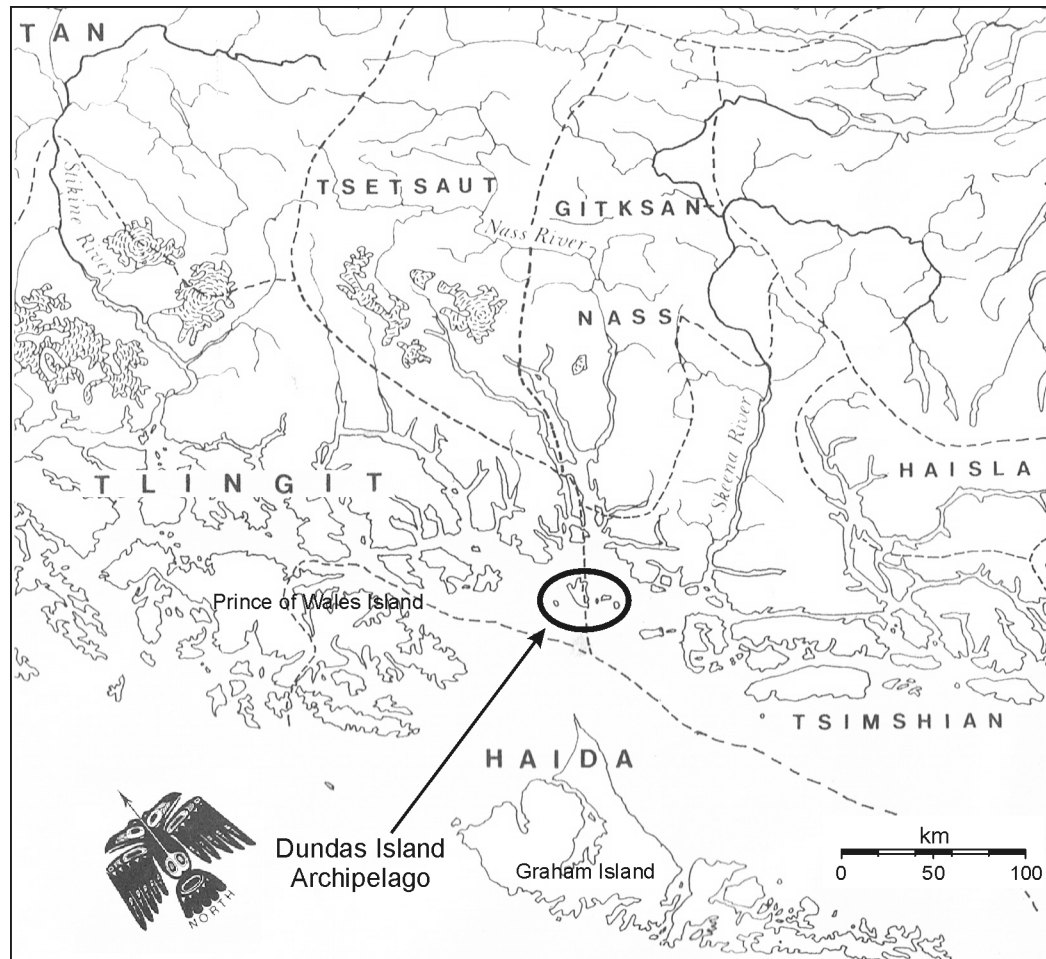 TAN
TSETSAUT
GITKSAN
Stikine River
Nass River
NASS
Skeena River
HAISLA
TLINGIT
Prince of Wales Island
TSIMSHIAN
HAIDA
Dundas Island
Archipelago
Graham Island
km
0 50 100
NORTH